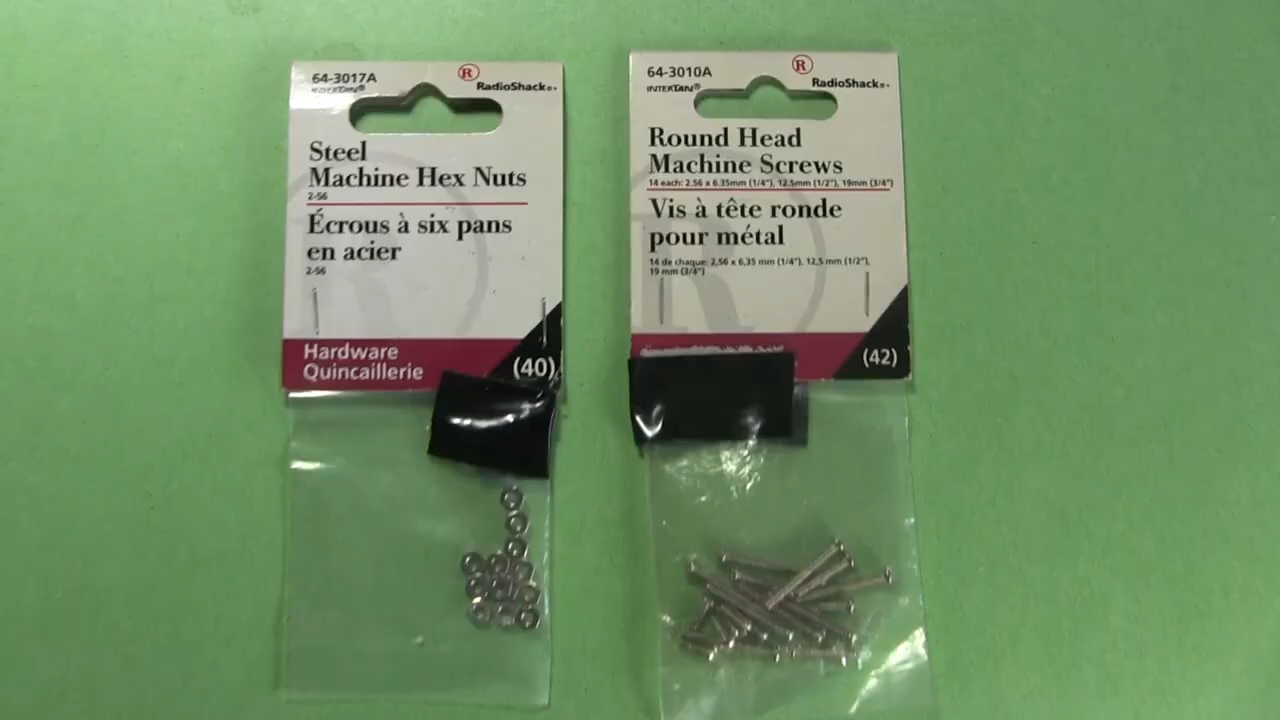 64-3017A
INTERTAN®
® RadioShack®.
Steel
Machine Hex Nuts
2-56
Écrous à six pans
en acier
2-56
Hardware
Quincaillerie
(40)
64-3010A
INTERTAN®
® RadioShack®.
Round Head
Machine Screws
14 each: 2.56 x 6.35mm (1/4"), 12.5mm (1/2"), 19mm (3/4")
Vis à tête ronde
pour métal
14 de chaque: 2,56 x 6,35 mm (1/4"), 12,5 mm (1/2"),
19 mm (3/4")
(42)